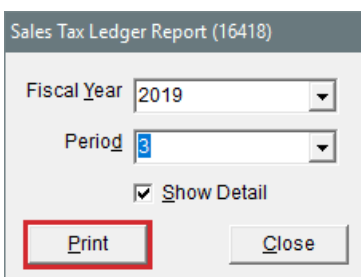 Sales Tax Ledger Report (16418)
Fiscal Year 2019
Period 3
Show Detail
Print Close